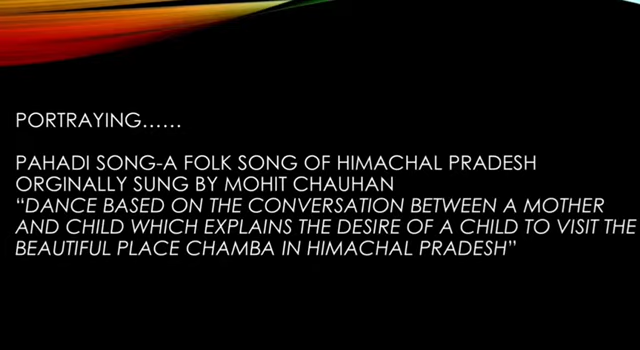 PORTRAYING......
PAHADI SONG-A FOLK SONG OF HIMACHAL PRADESH
ORGINALLY SUNG BY MOHIT CHAUHAN
“DANCE BASED ON THE CONVERSATION BETWEEN A MOTHER
AND CHILD WHICH EXPLAINS THE DESIRE OF A CHILD TO VISIT THE
BEAUTIFUL PLACE CHAMBA IN HIMACHAL PRADESH”